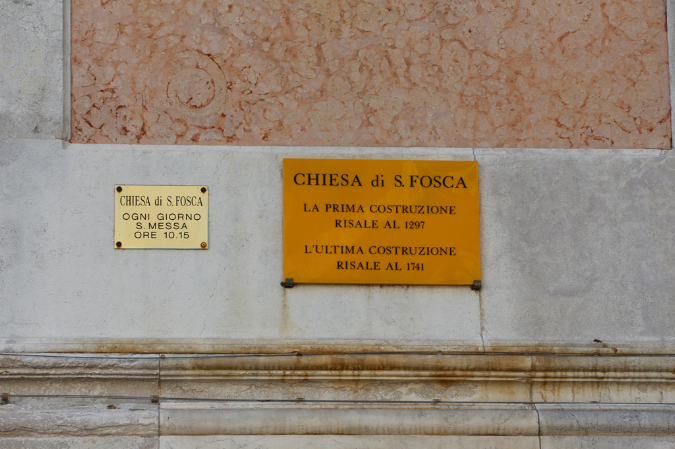 CHIESA di S. FOSCA
OGNI GIORNO
S. MESSA
ORE 10.15
CHIESA di S. FOSCA
LA PRIMA COSTRUZIONE
RISALE AL 1297
L'ULTIMA COSTRUZIONE
RISALE AL 1741